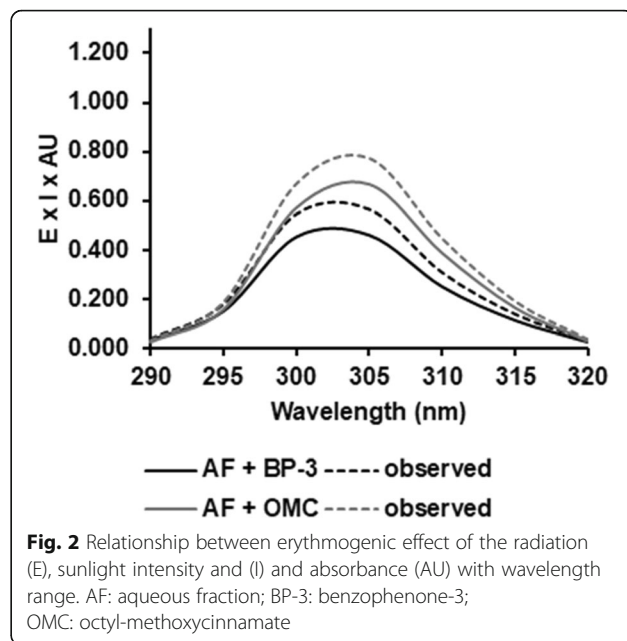 1.200
1.000
0.800
0.600
0.400
0.200
0.000
E x I x AU
290 295 300 305 310 315 320
Wavelength (nm)
AF + BP-3 observed
AF + OMC observed
Fig. 2 Relationship between erythmogenic effect of the radiation
(E), sunlight intensity and (I) and absorbance (AU) with wavelength
range. AF: aqueous fraction; BP-3: benzophenone-3;
OMC: octyl-methoxycinnamate